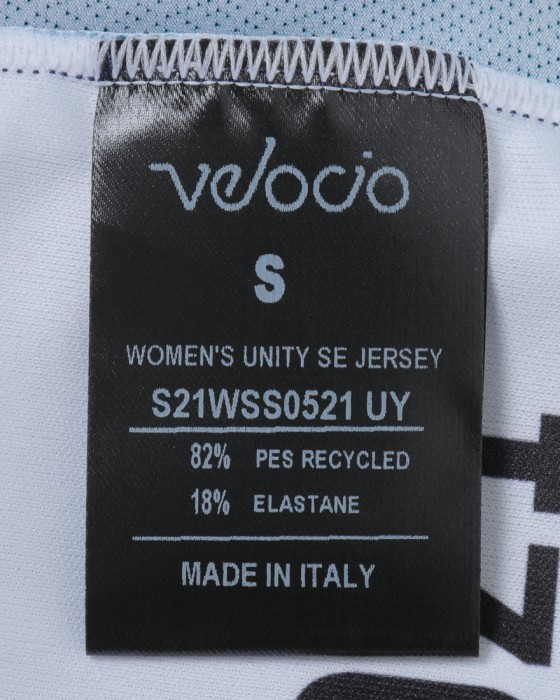 velocio
S
WOMEN'S UNITY SE JERSEY
S21WSS0521 UY
82% PES RECYCLED
18% ELASTANE
MADE IN ITALY